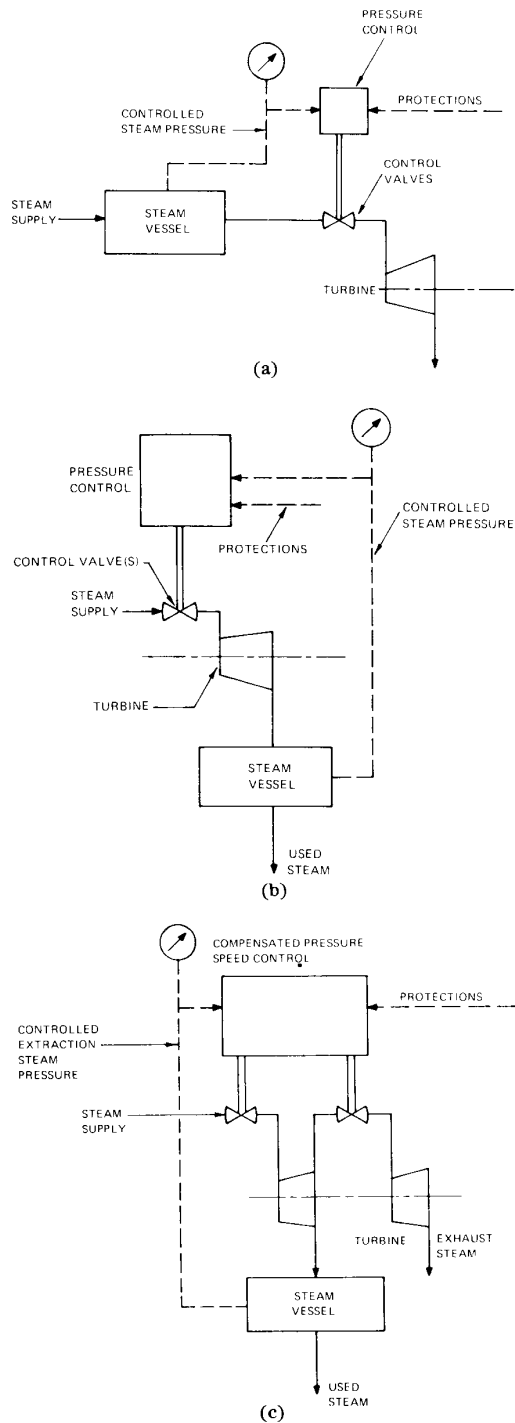 PRESSURE
CONTROL
PROTECTIONS
CONTROLLED
STEAM PRESSURE
CONTROL
VALVES
STEAM
SUPPLY
STEAM
VESSEL
TURBINE
(a)
PRESSURE
CONTROL
CONTROLLED
STEAM PRESSURE
PROTECTIONS
CONTROL VALVE(S)
STEAM
SUPPLY
TURBINE
STEAM
VESSEL
USED
STEAM
(b)
COMPENSATED PRESSURE
SPEED CONTROL
PROTECTIONS
CONTROLLED
EXTRACTION
STEAM
PRESSURE
STEAM
SUPPLY
TURBINE
EXHAUST
STEAM
STEAM
VESSEL
USED
STEAM
(c)